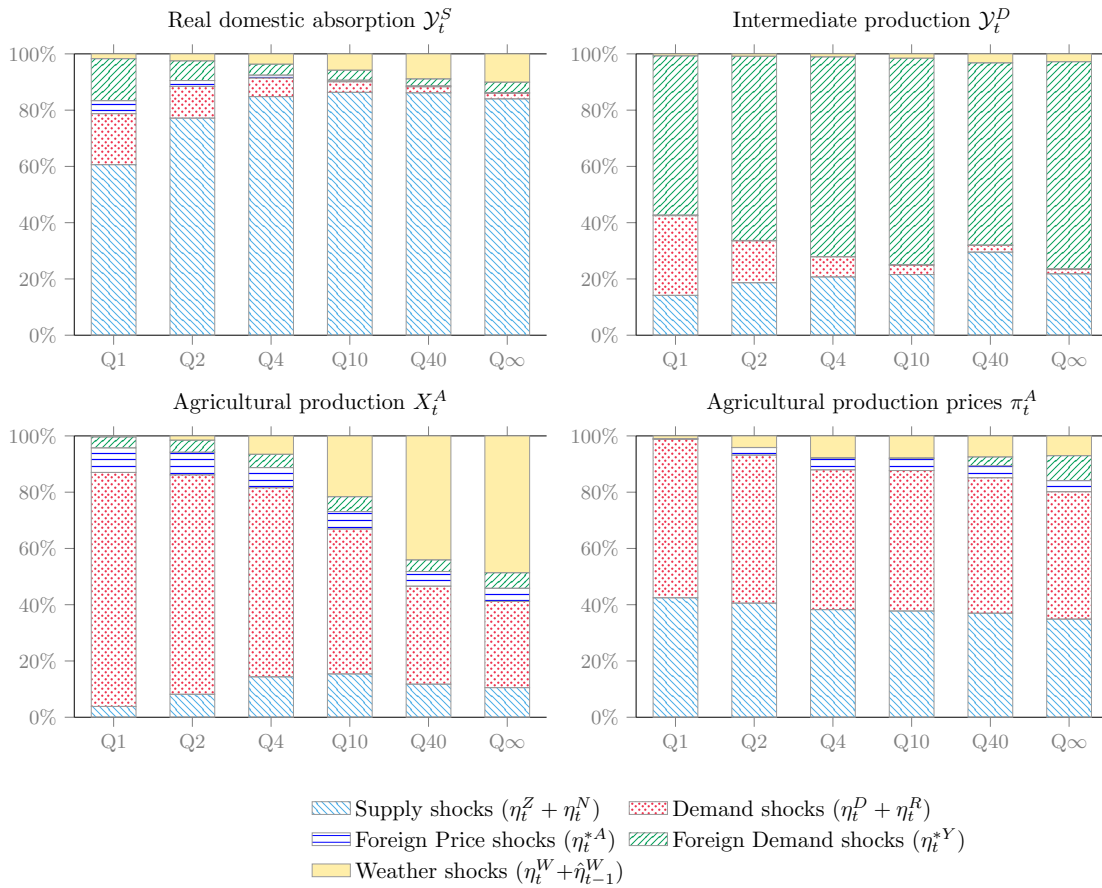 Real domestic absorption 𝒴_t^S
100%
80%
60%
40%
20%
0%
Q1 Q2 Q4 Q10 Q40 Q∞
Intermediate production 𝒴_t^D
100%
80%
60%
40%
20%
0%
Q1 Q2 Q4 Q10 Q40 Q∞
Agricultural production X_t^A
100%
80%
60%
40%
20%
0%
Q1 Q2 Q4 Q10 Q40 Q∞
Agricultural production prices π_t^A
100%
80%
60%
40%
20%
0%
Q1 Q2 Q4 Q10 Q40 Q∞
Supply shocks (η_t^Z + η_t^N) Demand shocks (η_t^D + η_t^R)
Foreign Price shocks (η_t^{*A}) Foreign Demand shocks (η_t^{*Y})
Weather shocks (η_t^W + η̂_{t−1}^W)